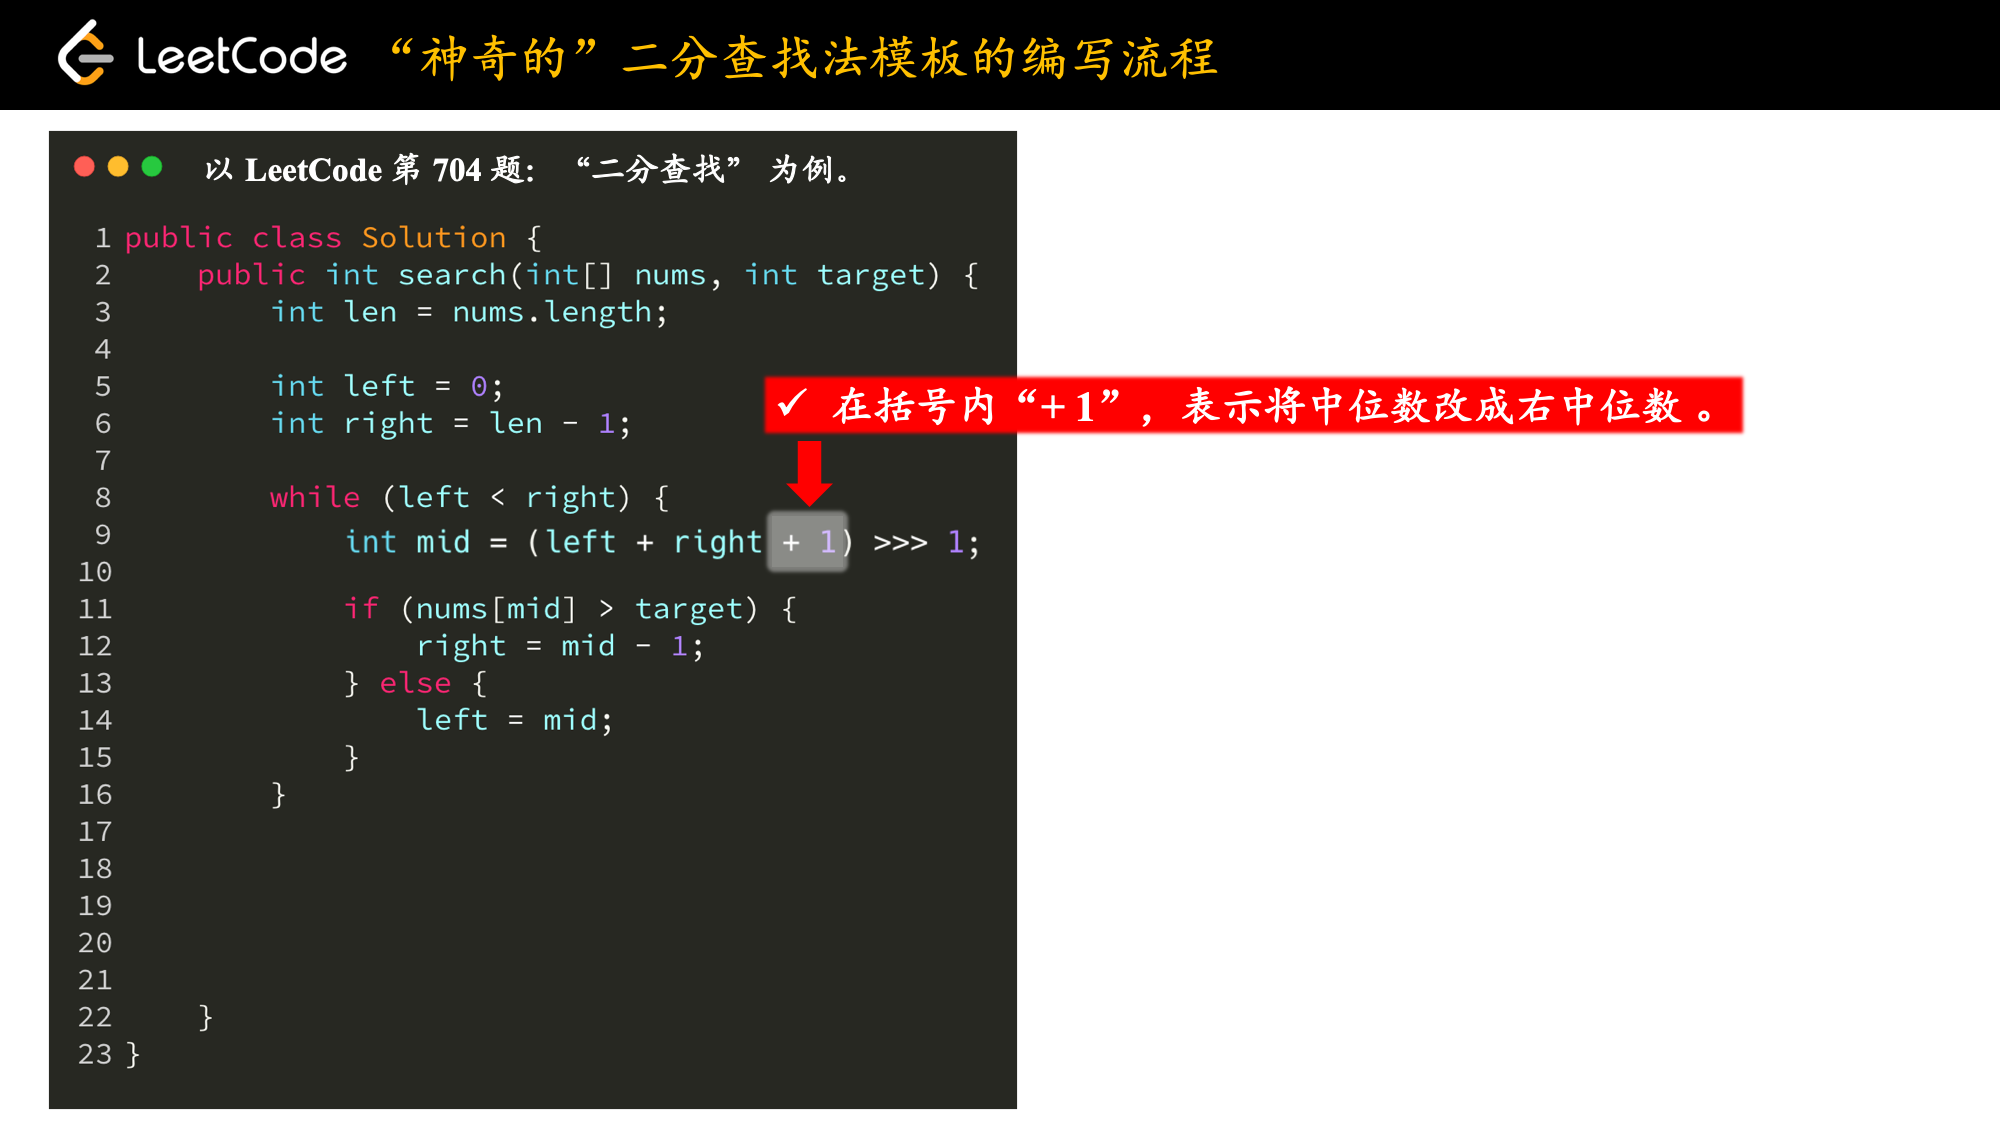 LeetCode “神奇的”二分查找法模板的编写流程
以 LeetCode 第 704 题: “二分查找” 为例。
1 public class Solution {
2     public int search(int[] nums, int target) {
3         int len = nums.length;
4
5         int left = 0;
✓ 在括号内“+ 1”, 表示将中位数改成右中位数 。
6         int right = len - 1;
7
8         while (left < right) {
9             int mid = (left + right + 1) >>> 1;
10
11             if (nums[mid] > target) {
12                 right = mid - 1;
13             } else {
14                 left = mid;
15             }
16         }
17
18
19
20
21
22     }
23 }